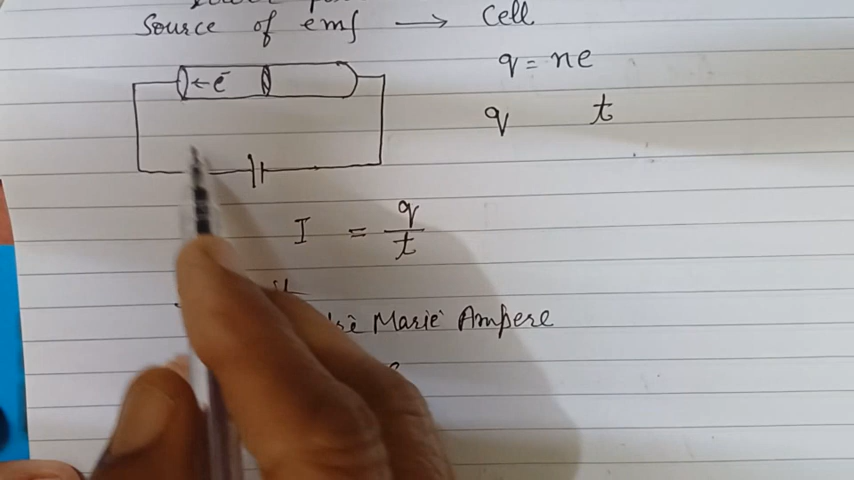 Source of emf → Cell
q = ne
← e⁻
q t
I = q/t
Marie Ampere